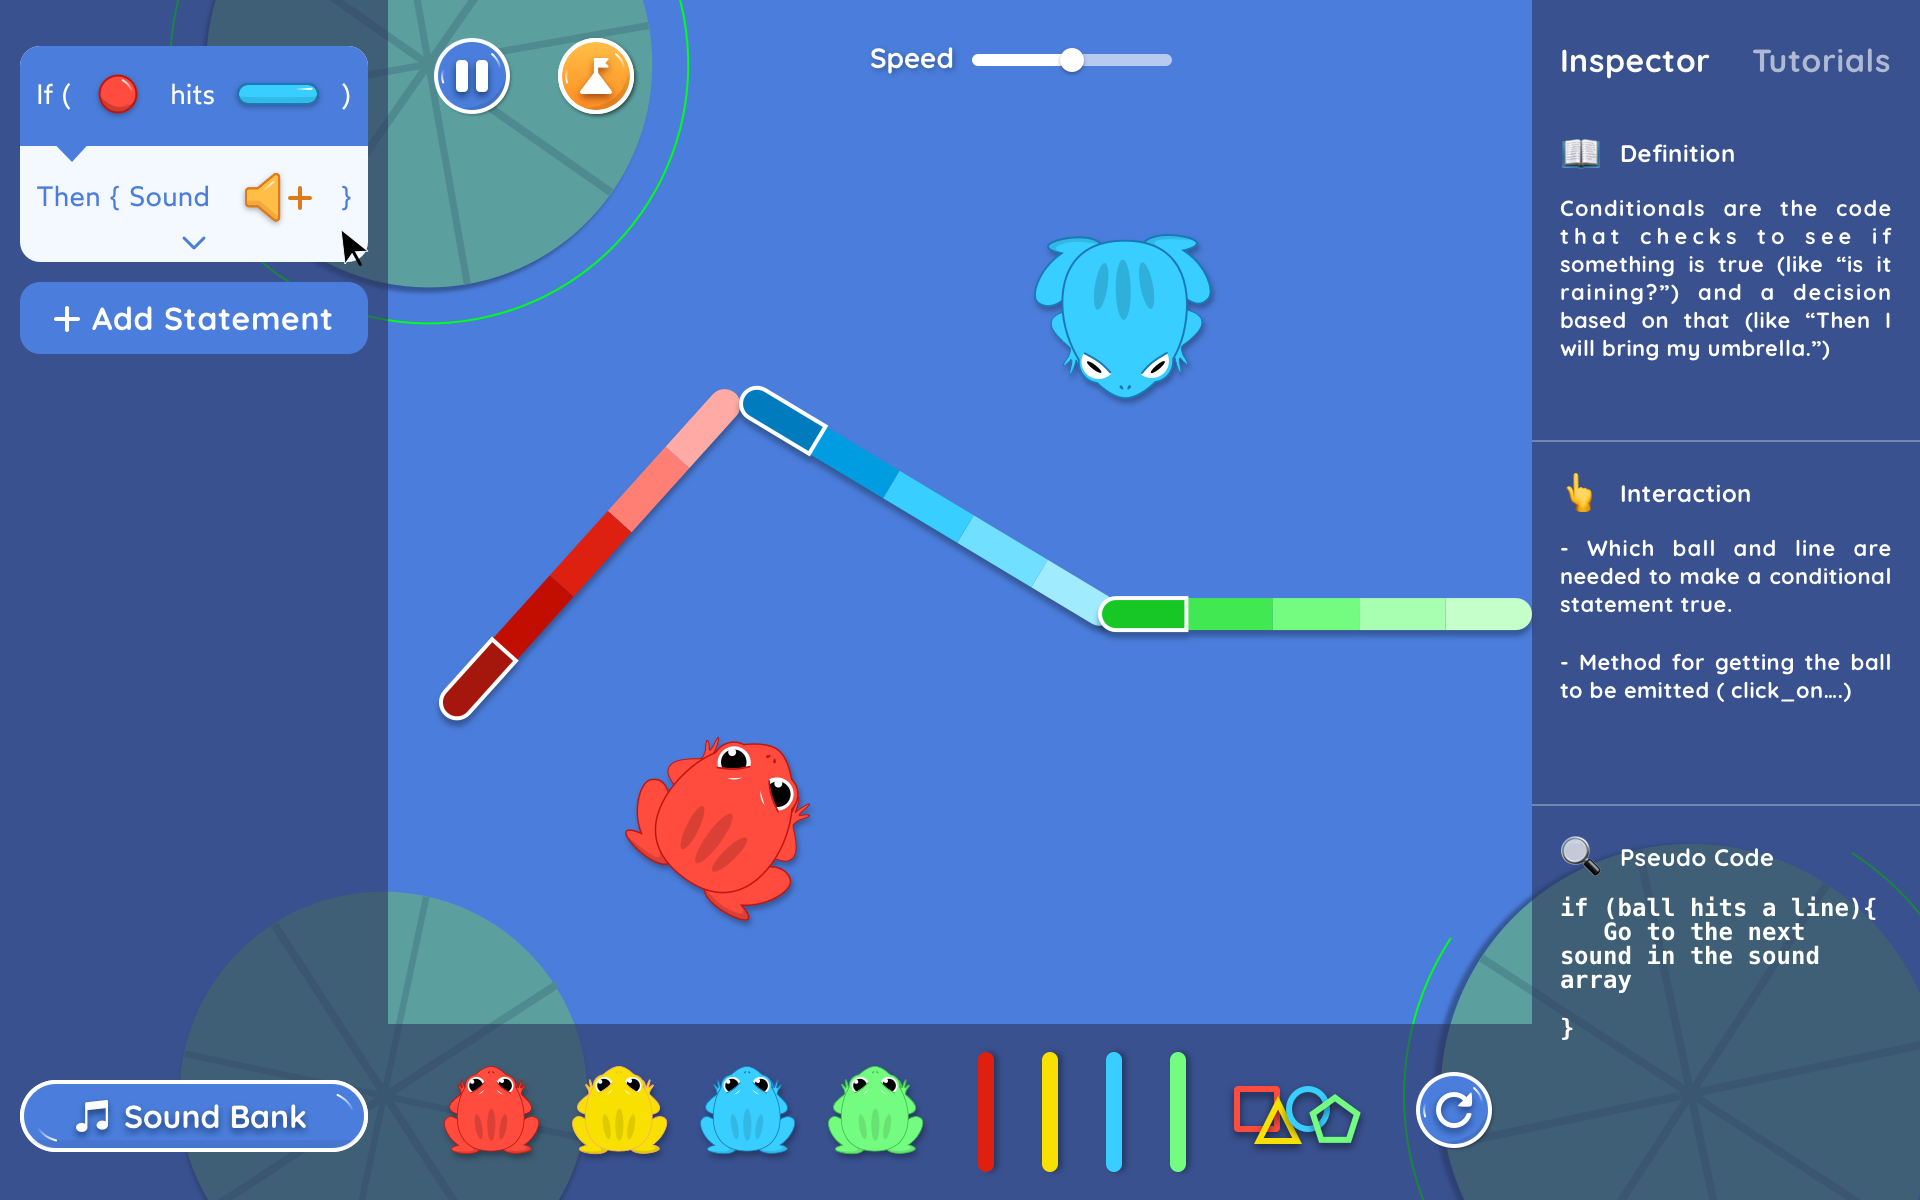 If ( hits )
Then { Sound + }
+ Add Statement
Sound Bank
Speed
Inspector Tutorials
Definition
Conditionals are the code
that checks to see if
something is true (like “is it
raining?”) and a decision
based on that (like “Then I
will bring my umbrella.”)
Interaction
- Which ball and line are
needed to make a conditional
statement true.
- Method for getting the ball
to be emitted ( click_on....)
Pseudo Code
if (ball hits a line){
Go to the next
sound in the sound
array
}